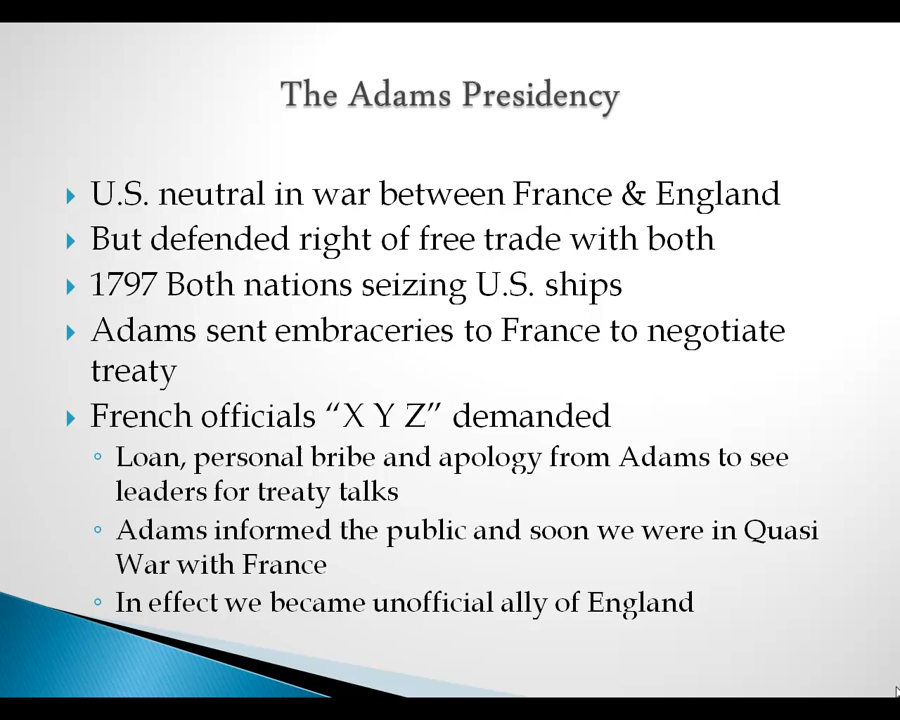 The Adams Presidency
U.S. neutral in war between France & England
But defended right of free trade with both
1797 Both nations seizing U.S. ships
Adams sent embraceries to France to negotiate
treaty
French officials “X Y Z” demanded
Loan, personal bribe and apology from Adams to see
leaders for treaty talks
Adams informed the public and soon we were in Quasi
War with France
In effect we became unofficial ally of England